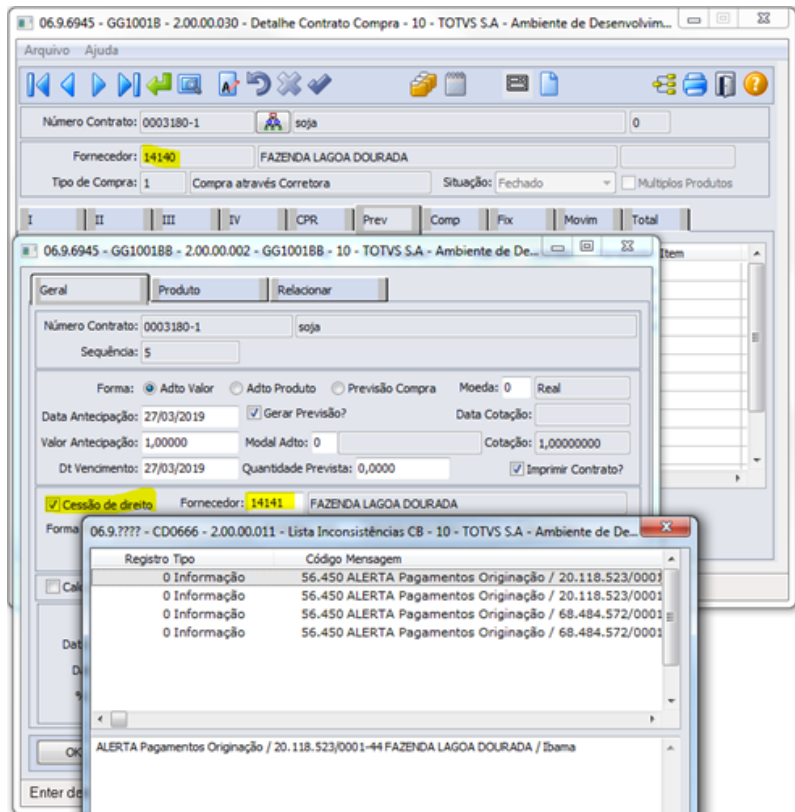 06.9.6945 - GG1001B - 2.00.00.030 - Detalhe Contrato Compra - 10 - TOTVS S.A - Ambiente de Desenvolvim...
Arquivo Ajuda
Número Contrato: 0003180-1 soja 0
Fornecedor: 14140 FAZENDA LAGOA DOURADA
Tipo de Compra: 1 Compra através Corretora Situação: Fechado Multiplos Produtos
I II III IV CPR Prev Comp Fix Movim Total
Item
06.9.6945 - GG1001BB - 2.00.00.002 - GG1001BB - 10 - TOTVS S.A - Ambiente de De...
Geral Produto Relacionar
Número Contrato: 0003180-1 soja
Sequência: 5
Forma: Adto Valor Adto Produto Previsão Compra Moeda: 0 Real
Data Antecipação: 27/03/2019 Gerar Previsão? Data Cotação:
Valor Antecipação: 1,00000 Modal Adto: 0 Cotação: 1,00000000
Dt Vencimento: 27/03/2019 Quantidade Prevista: 0,0000 Imprimir Contrato?
Cessão de direito Fornecedor: 14141 FAZENDA LAGOA DOURADA
Forma
06.9.???? - CD0666 - 2.00.00.011 - Lista Inconsistências CB - 10 - TOTVS S.A - Ambiente de De...
Registro Tipo Código Mensagem
0 Informação 56.450 ALERTA Pagamentos Originação / 20.118.523/0001
0 Informação 56.450 ALERTA Pagamentos Originação / 20.118.523/0001
0 Informação 56.450 ALERTA Pagamentos Originação / 68.484.572/0001
0 Informação 56.450 ALERTA Pagamentos Originação / 68.484.572/0001
Calc
Dat
D
%
OK
ALERTA Pagamentos Originação / 20.118.523/0001-44 FAZENDA LAGOA DOURADA / Ibama
Enter de